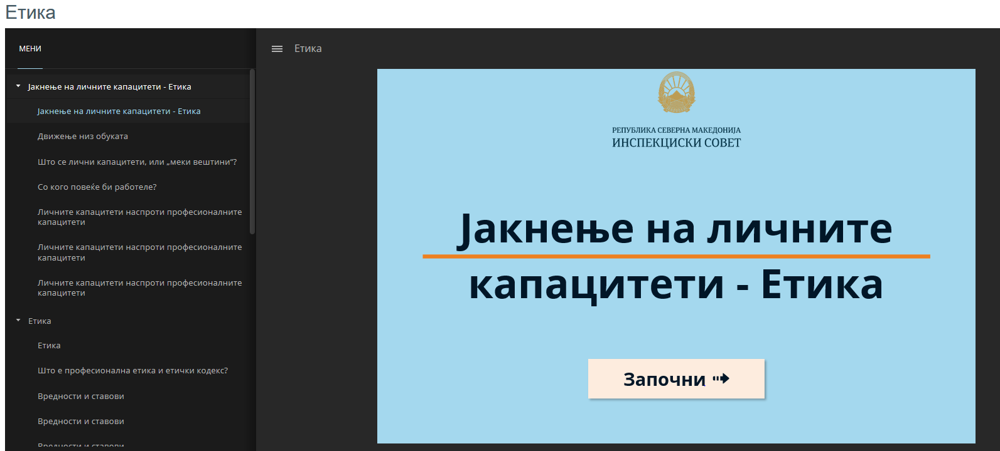 Етика
МЕНИ
Јакнење на личните капацитети - Етика
Јакнење на личните капацитети - Етика
Движење низ обуката
Што се лични капацитети, или „меки вештини“?
Со кого повеќе би работеле?
Личните капацитети наспроти професионалните
капацитети
Личните капацитети наспроти професионалните
капацитети
Личните капацитети наспроти професионалните
капацитети
Етика
Етика
Што е професионална етика и етички кодекс?
Вредности и ставови
Вредности и ставови
Вредности и ставови
Етика
РЕПУБЛИКА СЕВЕРНА МАКЕДОНИЈА
ИНСПЕКЦИСКИ СОВЕТ
Јакнење на личните
капацитети - Етика
Започни